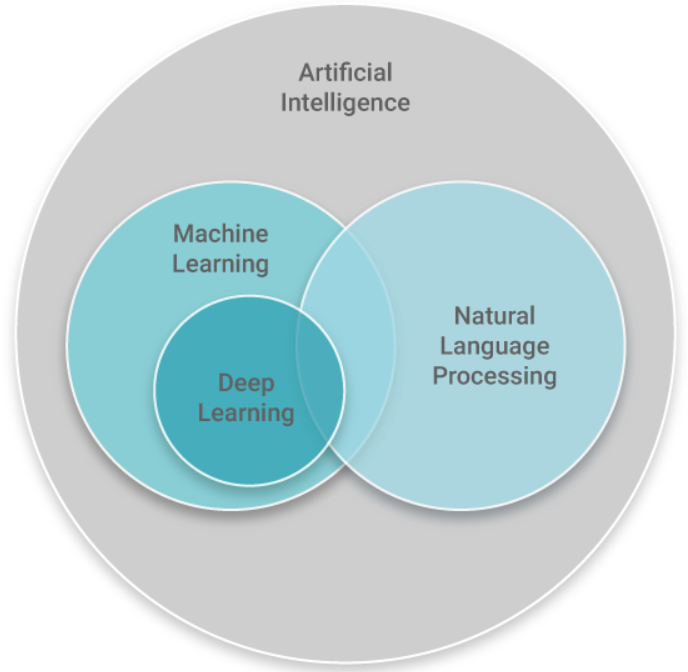 Artificial
Intelligence
Machine
Learning
Natural
Language
Processing
Deep
Learning